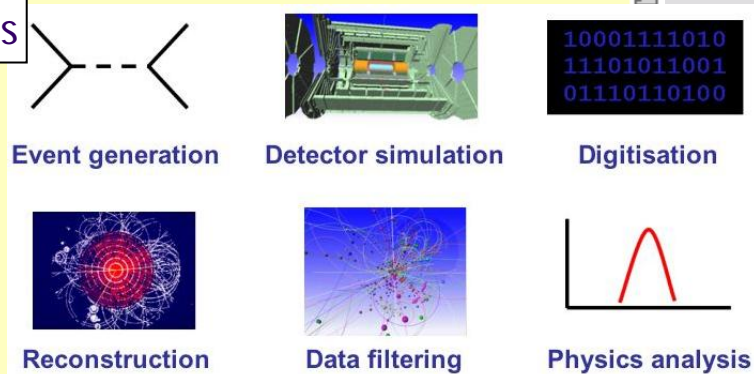 S
10001111010
11101011001
01110110100
Event generation
Detector simulation
Digitisation
Reconstruction
Data filtering
Physics analysis